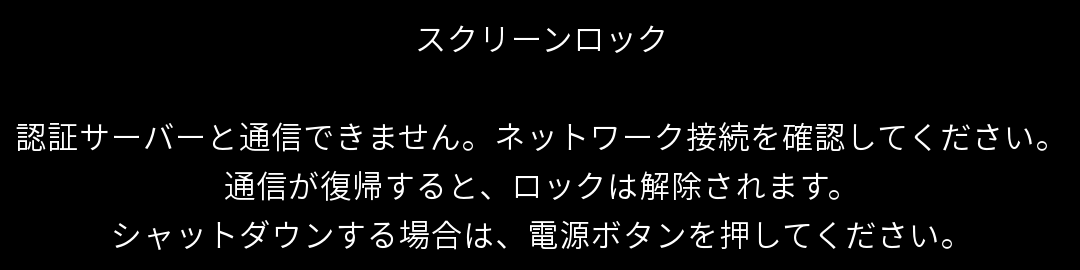 スクリーンロック
認証サーバーと通信できません。ネットワーク接続を確認してください。
通信が復帰すると、ロックは解除されます。
シャットダウンする場合は、電源ボタンを押してください。